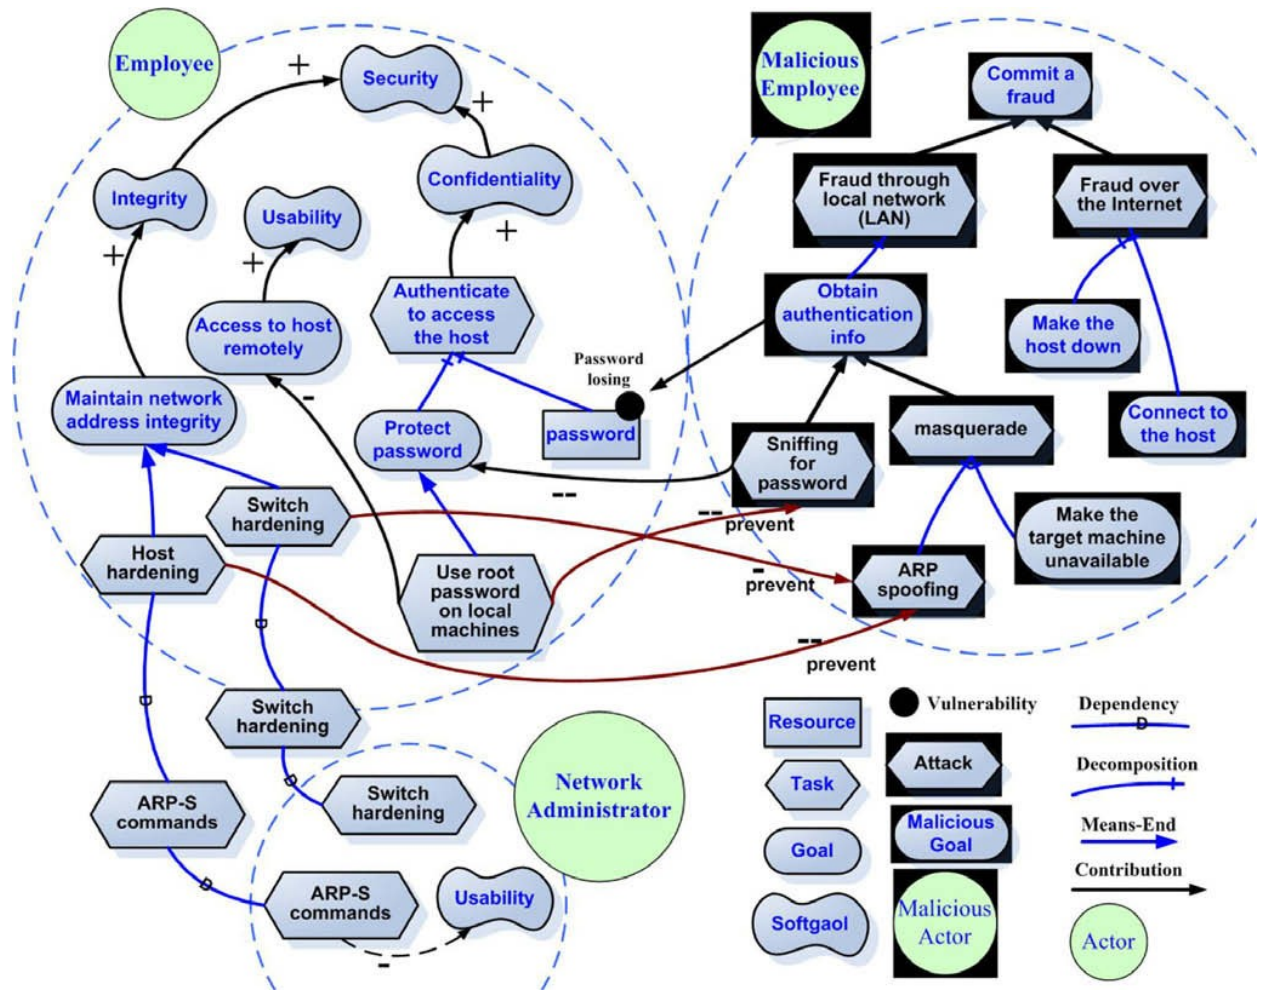 Employee
Security
Integrity
Usability
Confidentiality
Authenticate
to access
the host
Access to host
remotely
Maintain network
address integrity
Protect
password
Password
losing
password
Switch
hardening
Host
hardening
Use root
password
on local
machines
+
+
+
+
+
-
--
Malicious
Employee
Commit a
fraud
Fraud through
local network
(LAN)
Fraud over
the Internet
Obtain
authentication
info
Make the
host down
Connect to
the host
masquerade
Sniffing
for
password
Make the
target machine
unavailable
ARP
spoofing
--
prevent
-
prevent
--
prevent
D
D
Switch
hardening
ARP-S
commands
D
D
Switch
hardening
ARP-S
commands
Usability
-
Network
Administrator
Resource
Task
Goal
Softgaol
Vulnerability
Attack
Malicious
Goal
Malicious
Actor
Dependency
D
Decomposition
Means-End
Contribution
Actor